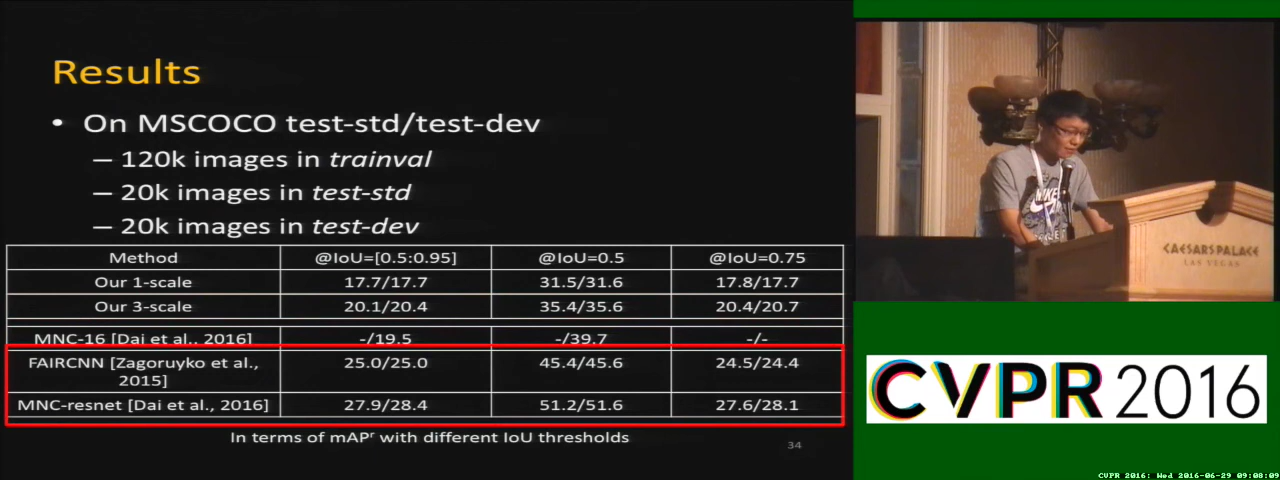 Results
• On MSCOCO test-std/test-dev
– 120k images in trainval
– 20k images in test-std
– 20k images in test-dev
Method @IoU=[0.5:0.95] @IoU=0.5 @IoU=0.75
Our 1-scale 17.7/17.7 31.5/31.6 17.8/17.7
Our 3-scale 20.1/20.4 35.4/35.6 20.4/20.7
MNC-16 [Dai et al., 2016] -/19.5 -/39.7 -/-
FAIRCNN [Zagoruyko et al., 2015] 25.0/25.0 45.4/45.6 24.5/24.4
MNC-resnet [Dai et al., 2016] 27.9/28.4 51.2/51.6 27.6/28.1
In terms of mAPʳ with different IoU thresholds
34
NIKE
CAESARS PALACE
LAS VEGAS
CVPR 2016
CVPR 2016: Wed 2016-06-29 09:08:09